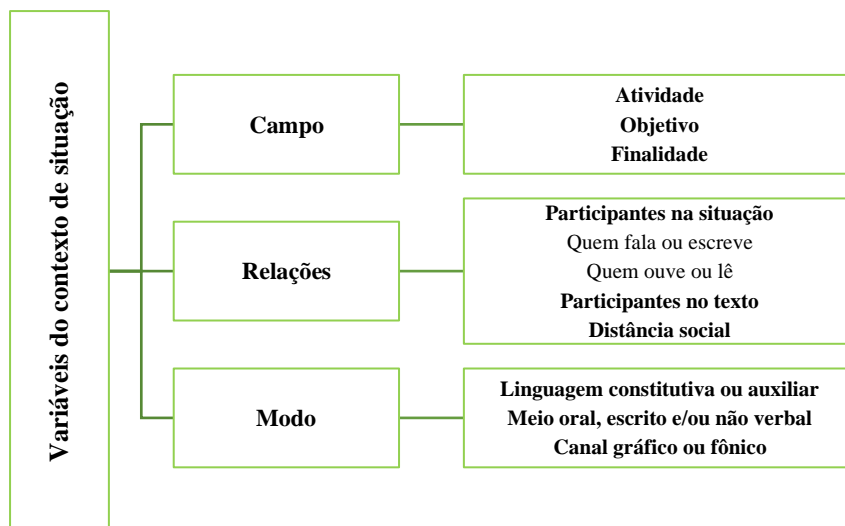 Variáveis do contexto de situação
Campo
Atividade
Objetivo
Finalidade
Relações
Participantes na situação
Quem fala ou escreve
Quem ouve ou lê
Participantes no texto
Distância social
Modo
Linguagem constitutiva ou auxiliar
Meio oral, escrito e/ou não verbal
Canal gráfico ou fônico